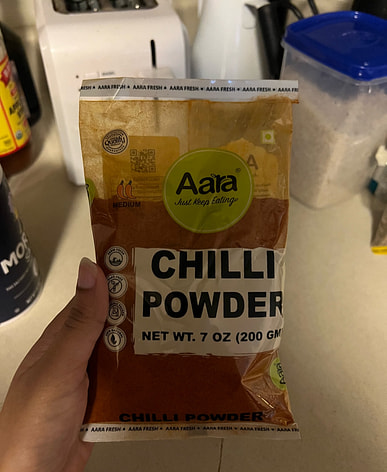 ★ AARA FRESH ★ AARA FRESH ★ AARA FRESH ★ AARA FRESH ★
Aara
Just Keep Eating
MEDIUM
CHILLI
POWDER
NET WT. 7 OZ (200 GM
CHILLI POWDER
AARA FRESH ★ AARA FRESH ★ AARA FRESH ★ AARA FRESH ★